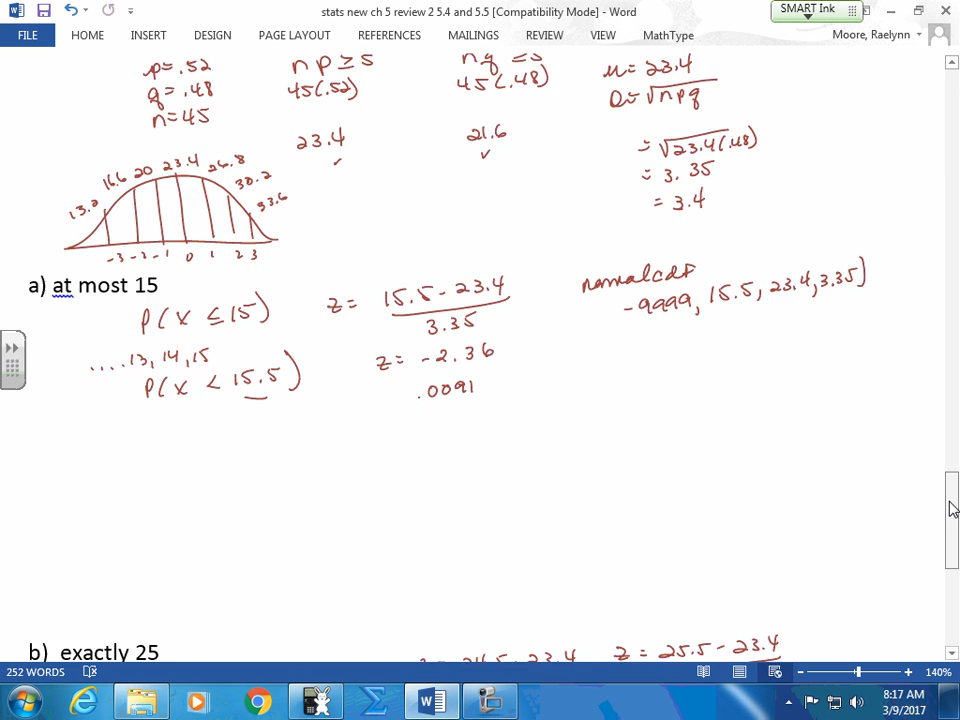 stats new ch 5 review 2 5.4 and 5.5 [Compatibility Mode] - Word
SMART Ink
FILE HOME INSERT DESIGN PAGE LAYOUT REFERENCES MAILINGS REVIEW VIEW MathType Moore, Raelynn
p = .52
q = .48
n = 45
n p ≥ 5
45(.52)
23.4
n q ≤ 5
45(.48)
21.6
μ = 23.4
σ = √npq
= √23.4(.48)
= 3.35
= 3.4
16.6 20 23.4 26.8
30.2
33.6
-3 -2 -1 0 1 2 3
a) at most 15
P(x ≤ 15)
.... 13, 14, 15
P(x < 15.5)
z = 15.5 - 23.4
3.35
z = -2.36
.0091
normalcdf
-9999, 15.5, 23.4, 3.35)
b) exactly 25
z = 25.5 - 23.4
252 WORDS
140%
8:17 AM
3/9/2017